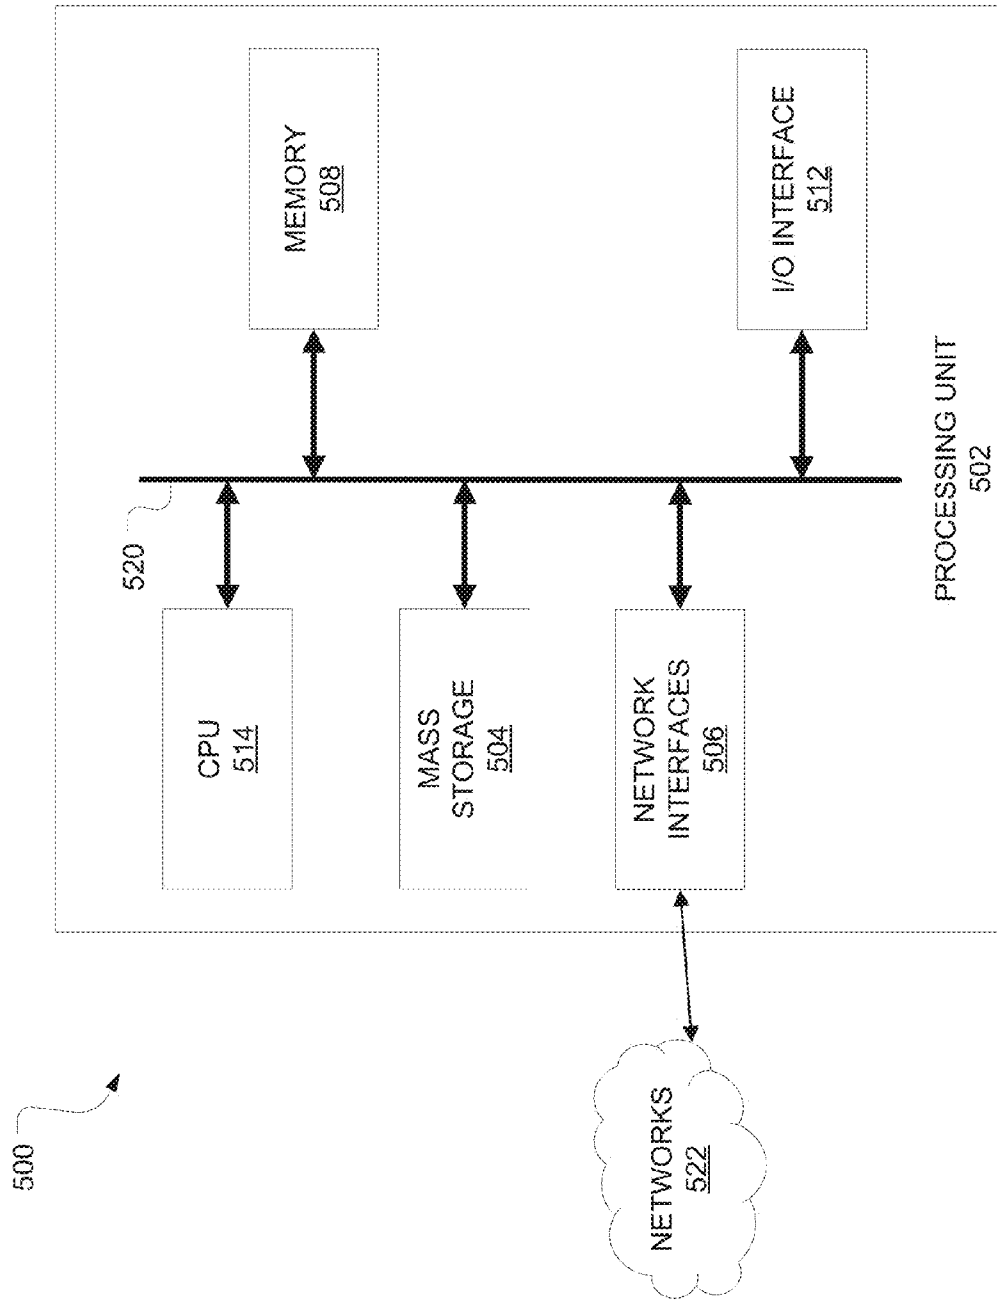 500
520
CPU
514
MEMORY
508
MASS
STORAGE
504
NETWORK
INTERFACES
506
I/O INTERFACE
512
NETWORKS
522
PROCESSING UNIT
502